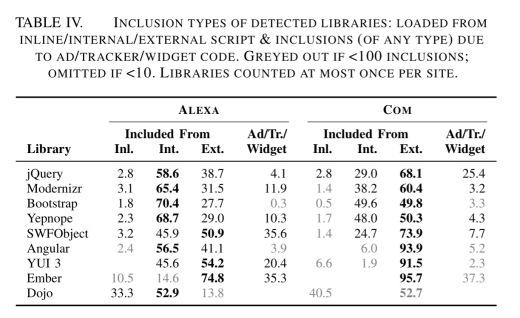 TABLE IV. INCLUSION TYPES OF DETECTED LIBRARIES: LOADED FROM
INLINE/INTERNAL/EXTERNAL SCRIPT & INCLUSIONS (OF ANY TYPE) DUE
TO AD/TRACKER/WIDGET CODE. GREYED OUT IF <100 INCLUSIONS;
OMITTED IF <10. LIBRARIES COUNTED AT MOST ONCE PER SITE.
ALEXA COM
Included From Ad/Tr./ Included From Ad/Tr./
Library Inl. Int. Ext. Widget Inl. Int. Ext. Widget
jQuery 2.8 58.6 38.7 4.1 2.8 29.0 68.1 25.4
Modernizr 3.1 65.4 31.5 11.9 1.4 38.2 60.4 3.2
Bootstrap 1.8 70.4 27.7 0.3 0.5 49.6 49.8 3.3
Yepnope 2.3 68.7 29.0 10.3 1.7 48.0 50.3 4.3
SWFObject 3.2 45.9 50.9 35.6 1.4 24.7 73.9 7.7
Angular 2.4 56.5 41.1 3.9 6.0 93.9 5.2
YUI 3 45.6 54.2 20.4 6.6 1.9 91.5 2.3
Ember 10.5 14.6 74.8 35.3 95.7 37.3
Dojo 33.3 52.9 13.8 40.5 52.7